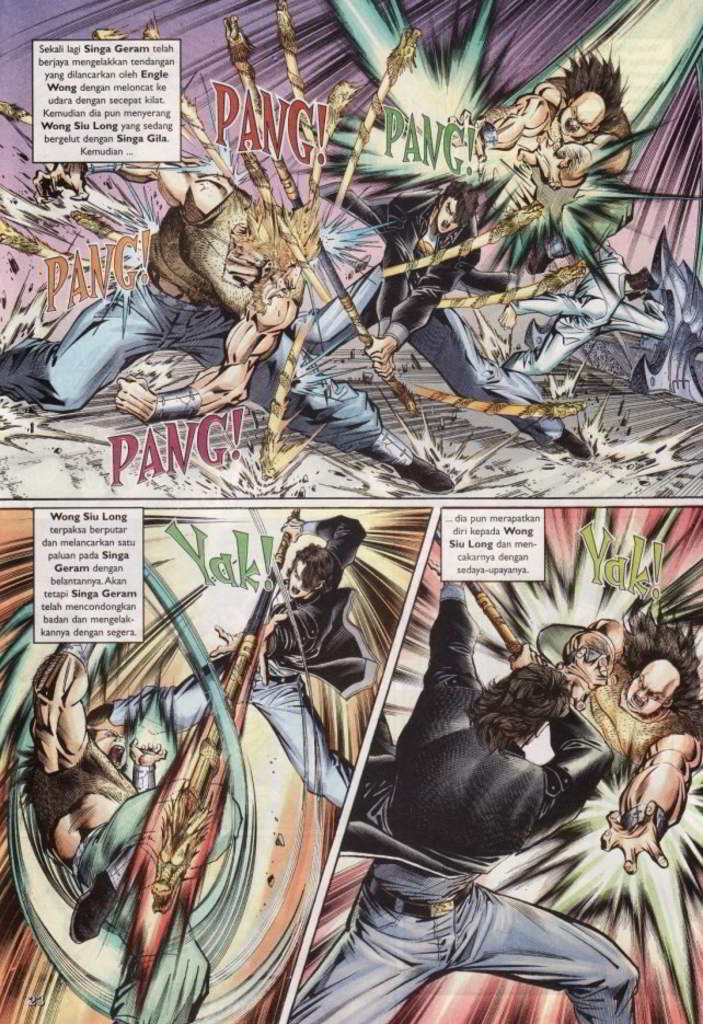 Sekali lagi Singa Geram telah
berjaya mengelakkan tendangan
yang dilancarkan oleh Engle
Wong dengan meloncat ke
udara dengan secepat kilat.
Kemudian dia pun menyerang
Wong Siu Long yang sedang
bergelut dengan Singa Gila.
Kemudian ...
PANG!
PANG!
PANG!
PANG!
Wong Siu Long
terpaksa berputar
dan melancarkan satu
paluan pada Singa
Geram dengan
belantannya. Akan
tetapi Singa Geram
telah mencondongkan
badan dan mengelak-
kannya dengan segera.
Yak!
... dia pun merapatkan
diri kepada Wong
Siu Long dan men-
cakarnya dengan
sedaya-upayanya.
Yak!
23